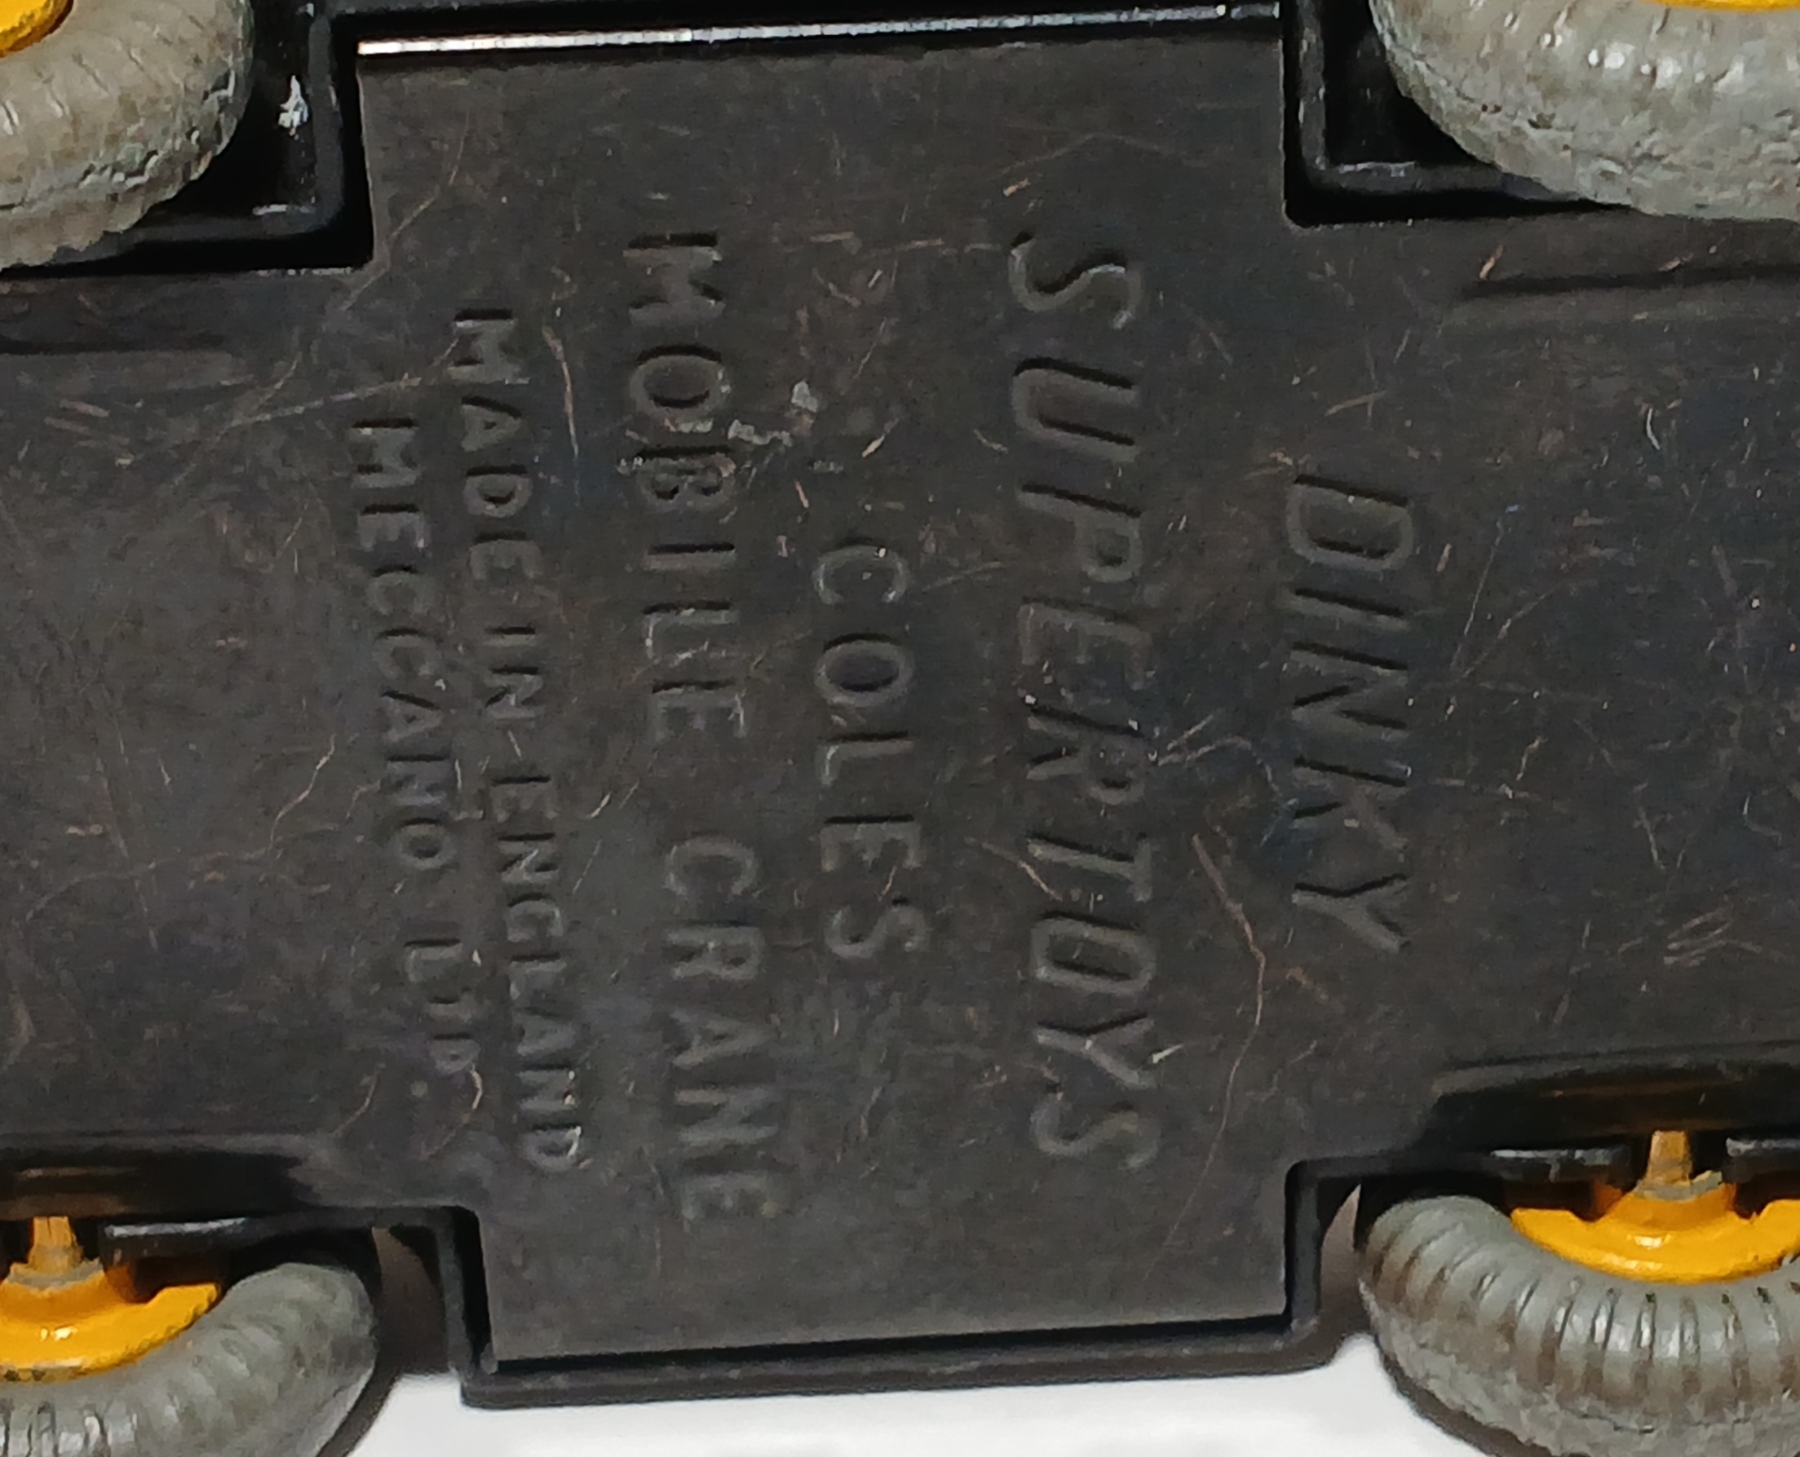 DINKY
SUPERTOYS
COLES
MOBILE CRANE
MADE IN ENGLAND
MECCANO LTD.